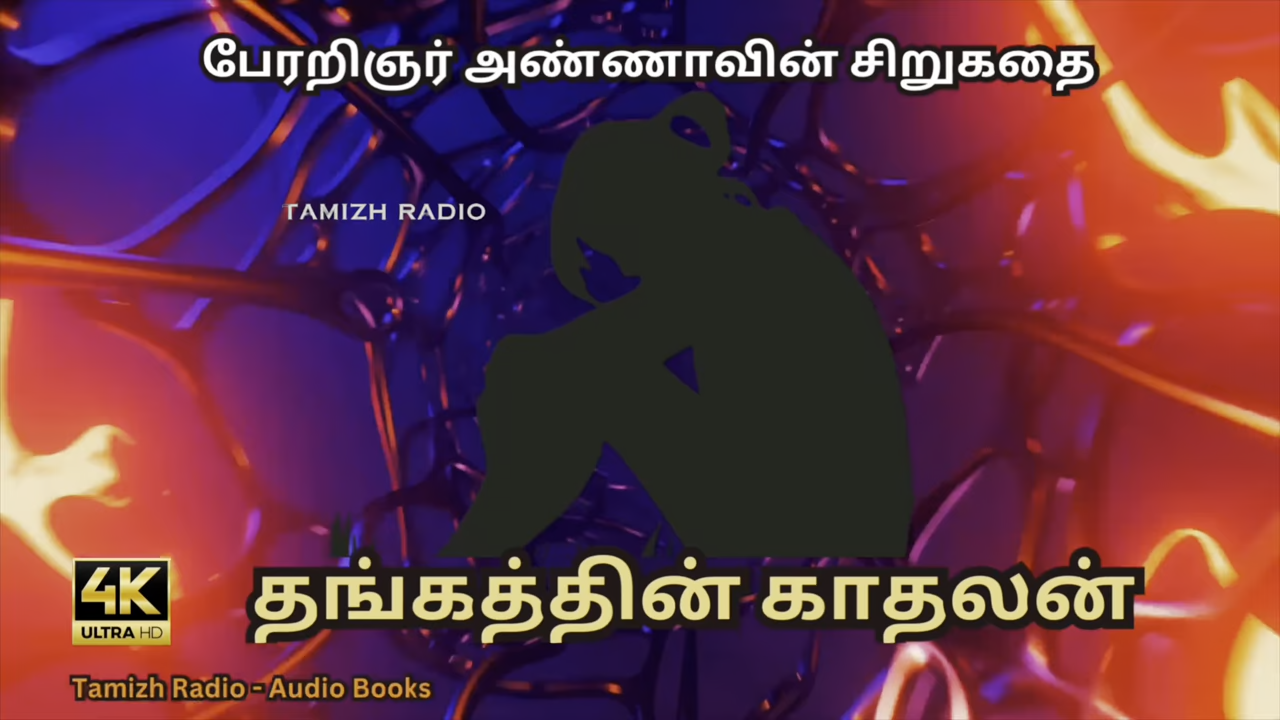 பேரறிஞர் அண்ணாவின் சிறுகதை
TAMIZH RADIO
தங்கத்தின் காதலன்
4K
ULTRA HD
Tamizh Radio - Audio Books